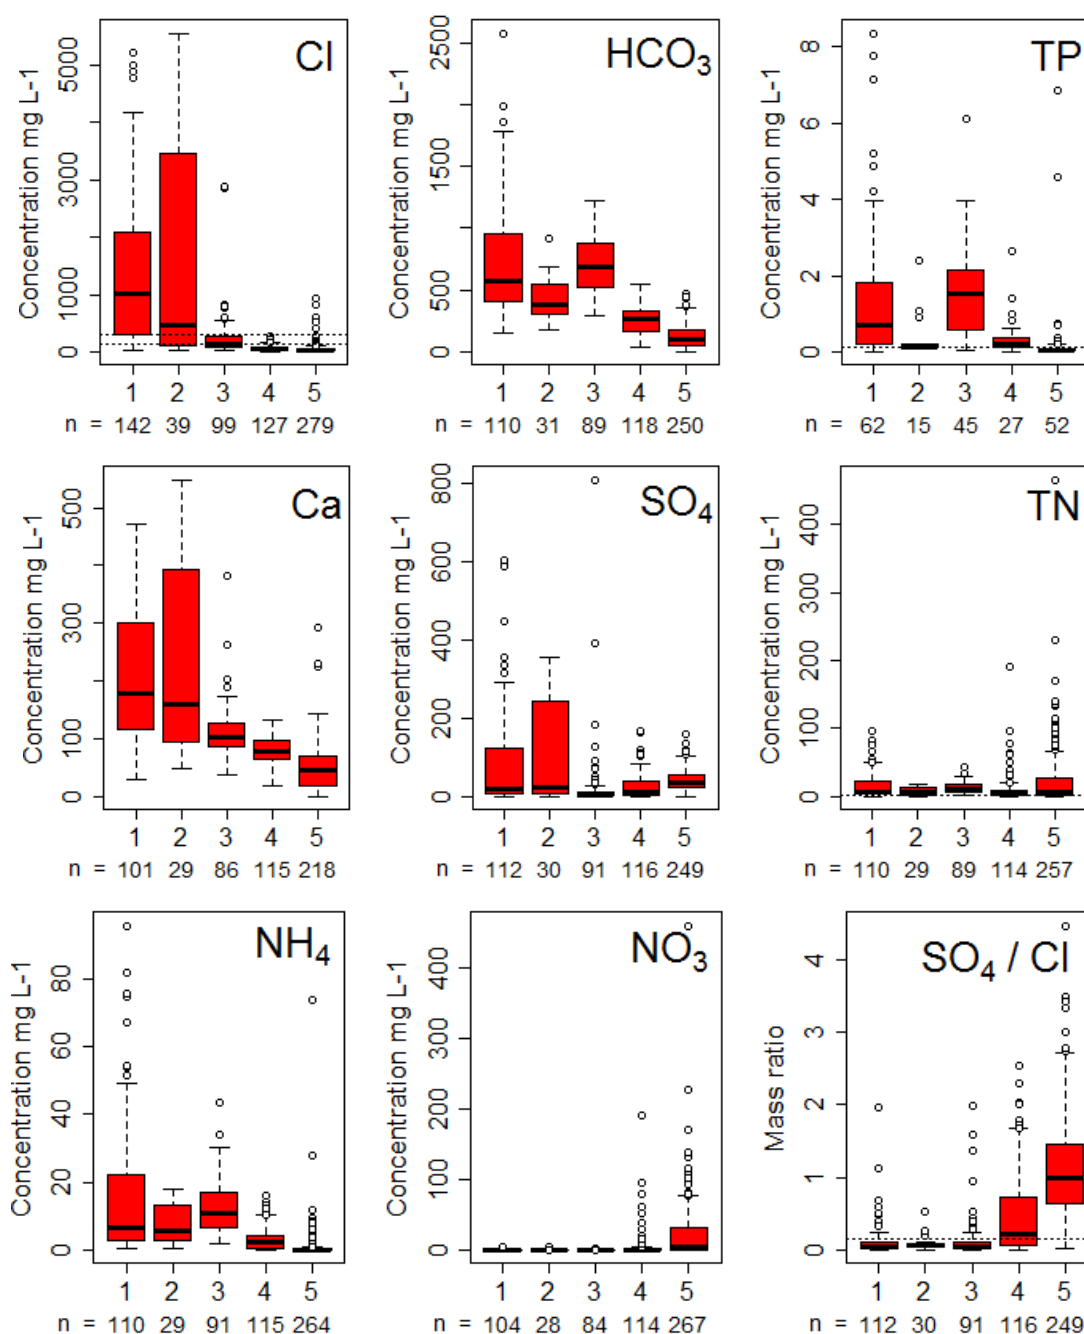 Cl
Concentration mg L-1
0 1000 3000 5000
1 2 3 4 5
n = 142 39 99 127 279
HCO3
Concentration mg L-1
0 500 1500 2500
1 2 3 4 5
n = 110 31 89 118 250
TP
Concentration mg L-1
0 2 4 6 8
1 2 3 4 5
n = 62 15 45 27 52
Ca
Concentration mg L-1
0 100 300 500
1 2 3 4 5
n = 101 29 86 115 218
SO4
Concentration mg L-1
0 200 400 600 800
1 2 3 4 5
n = 112 30 91 116 249
TN
Concentration mg L-1
0 100 200 300 400
1 2 3 4 5
n = 110 29 89 114 257
NH4
Concentration mg L-1
0 20 40 60 80
1 2 3 4 5
n = 110 29 91 115 264
NO3
Concentration mg L-1
0 100 200 300 400
1 2 3 4 5
n = 104 28 84 114 267
SO4 / Cl
Mass ratio
0 1 2 3 4
1 2 3 4 5
n = 112 30 91 116 249